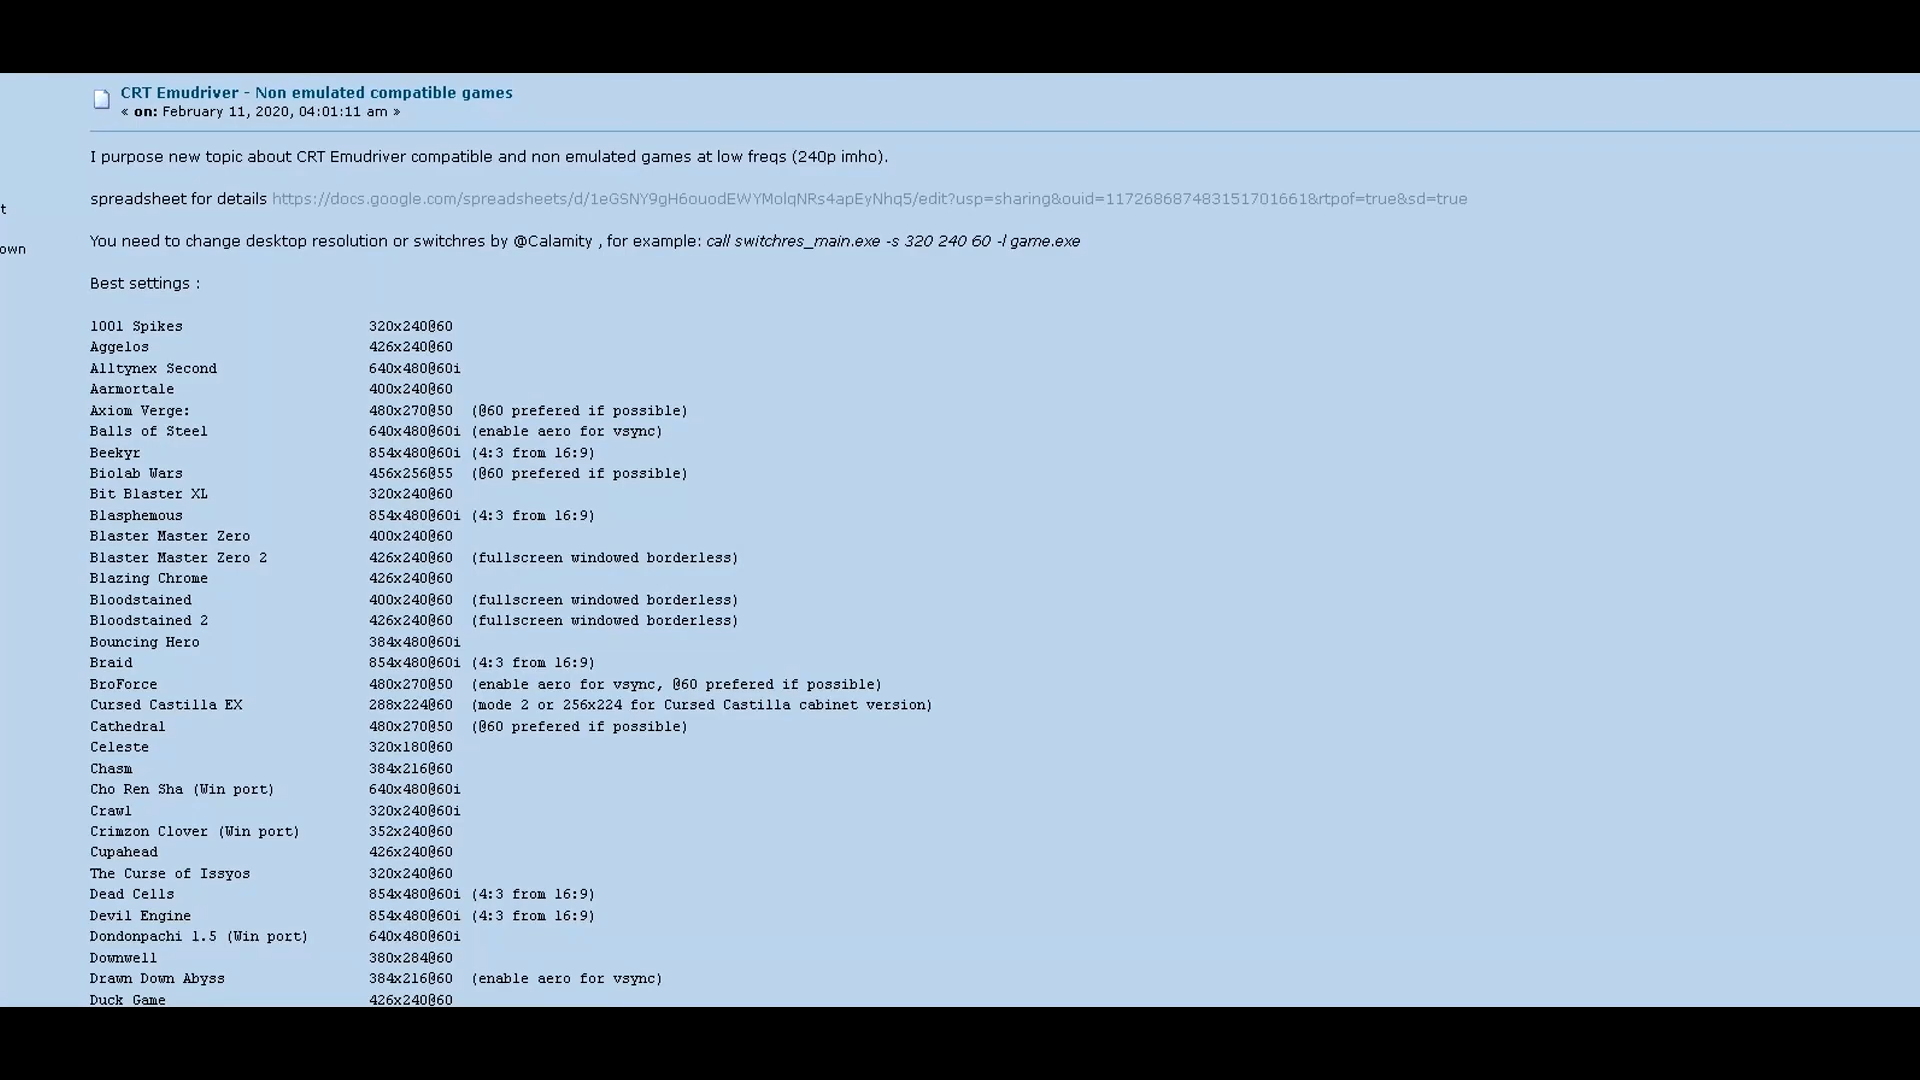 CRT Emudriver - Non emulated compatible games
« on: February 11, 2020, 04:01:11 am »
I purpose new topic about CRT Emudriver compatible and non emulated games at low freqs (240p imho).
t
spreadsheet for details https://docs.google.com/spreadsheets/d/1eGSNY9gH6ouodEWYMolqNRs4apEyNhq5/edit?usp=sharing&ouid=117268687483151701661&rtpof=true&sd=true
own
You need to change desktop resolution or switchres by @Calamity , for example: call switchres_main.exe -s 320 240 60 -l game.exe
Best settings :
1001 Spikes 320x240@60
Aggelos 426x240@60
Alltynex Second 640x480@60i
Aarmortale 400x240@60
Axiom Verge: 480x270@50 (@60 prefered if possible)
Balls of Steel 640x480@60i (enable aero for vsync)
Beekyr 854x480@60i (4:3 from 16:9)
Biolab Wars 456x256@55 (@60 prefered if possible)
Bit Blaster XL 320x240@60
Blasphemous 854x480@60i (4:3 from 16:9)
Blaster Master Zero 400x240@60
Blaster Master Zero 2 426x240@60 (fullscreen windowed borderless)
Blazing Chrome 426x240@60
Bloodstained 400x240@60 (fullscreen windowed borderless)
Bloodstained 2 426x240@60 (fullscreen windowed borderless)
Bouncing Hero 384x480@60i
Braid 854x480@60i (4:3 from 16:9)
BroForce 480x270@50 (enable aero for vsync, @60 prefered if possible)
Cursed Castilla EX 288x224@60 (mode 2 or 256x224 for Cursed Castilla cabinet version)
Cathedral 480x270@50 (@60 prefered if possible)
Celeste 320x180@60
Chasm 384x216@60
Cho Ren Sha (Win port) 640x480@60i
Crawl 320x240@60i
Crimzon Clover (Win port) 352x240@60
Cupahead 426x240@60
The Curse of Issyos 320x240@60
Dead Cells 854x480@60i (4:3 from 16:9)
Devil Engine 854x480@60i (4:3 from 16:9)
Dondonpachi 1.5 (Win port) 640x480@60i
Downwell 380x284@60
Drawn Down Abyss 384x216@60 (enable aero for vsync)
Duck Game 426x240@60